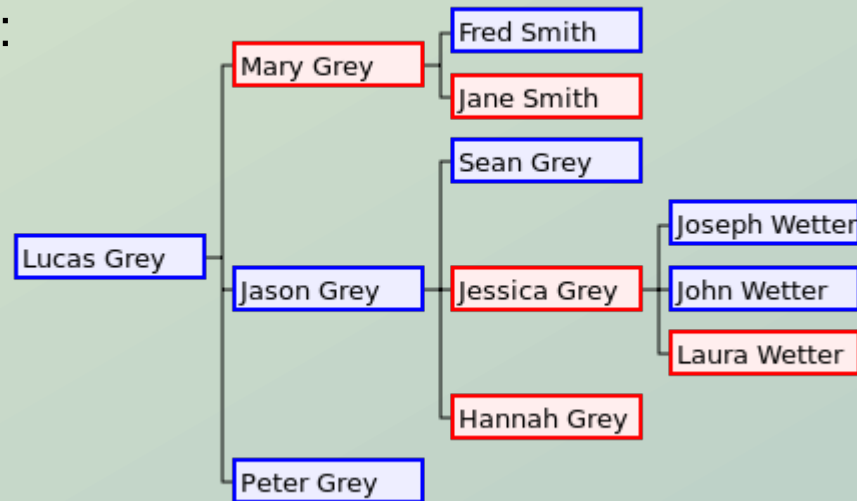 :
Fred Smith
Mary Grey
Jane Smith
Sean Grey
Joseph Wetter
Lucas Grey
Jason Grey
Jessica Grey
John Wetter
Laura Wetter
Hannah Grey
Peter Grey